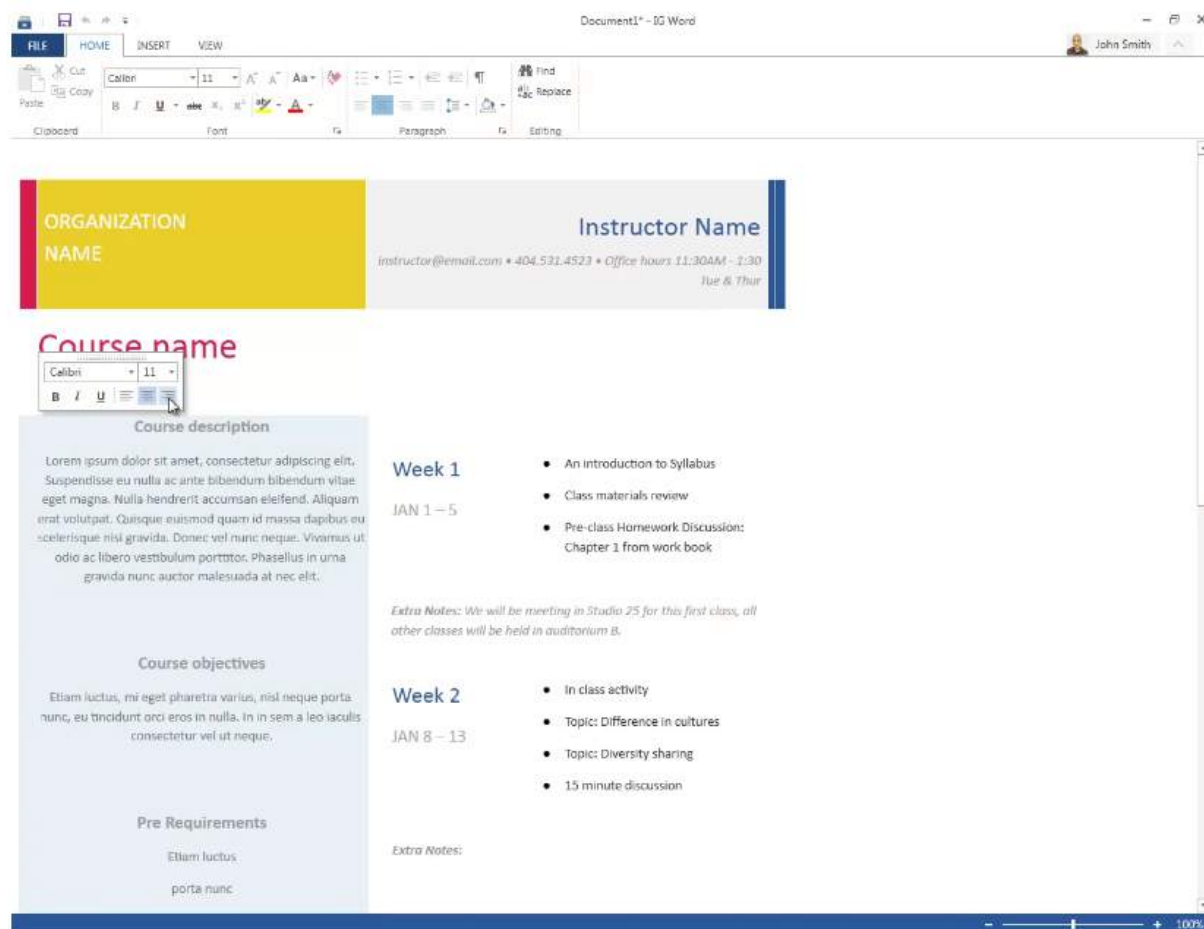 Document1* - IG Word
FILE HOME INSERT VIEW
John Smith
Cut
Copy
Paste
Calibri 11
Aa
B I U abc X, X² aby A
Find
Replace
Clipboard Font Paragraph Editing
ORGANIZATION
NAME
Instructor Name
instructor@email.com • 404.531.4523 • Office hours 11:30AM - 1:30
Tue & Thur
Course name
Calibri 11
B I U
Course description
Lorem ipsum dolor sit amet, consectetur adipiscing elit.
Suspendisse eu nulla ac ante bibendum bibendum vitae
eget magna. Nulla hendrerit accumsan eleifend. Aliquam
erat volutpat. Quisque euismod quam id massa dapibus eu
scelerisque nisi gravida. Donec vel nunc neque. Vivamus ut
odio ac libero vestibulum porttitor. Phasellus in urna
gravida nunc auctor malesuada at nec elit.
Week 1
JAN 1 – 5
● An introduction to Syllabus
● Class materials review
● Pre-class Homework Discussion:
Chapter 1 from work book
Extra Notes: We will be meeting in Studio 25 for this first class, all
other classes will be held in auditorium B.
Course objectives
Etiam luctus, mi eget pharetra varius, nisl neque porta
nunc, eu tincidunt orci eros in nulla. In in sem a leo iaculis
consectetur vel ut neque.
Week 2
JAN 8 – 13
● In class activity
● Topic: Difference in cultures
● Topic: Diversity sharing
● 15 minute discussion
Pre Requirements
Etiam luctus
porta nunc
Extra Notes:
100%